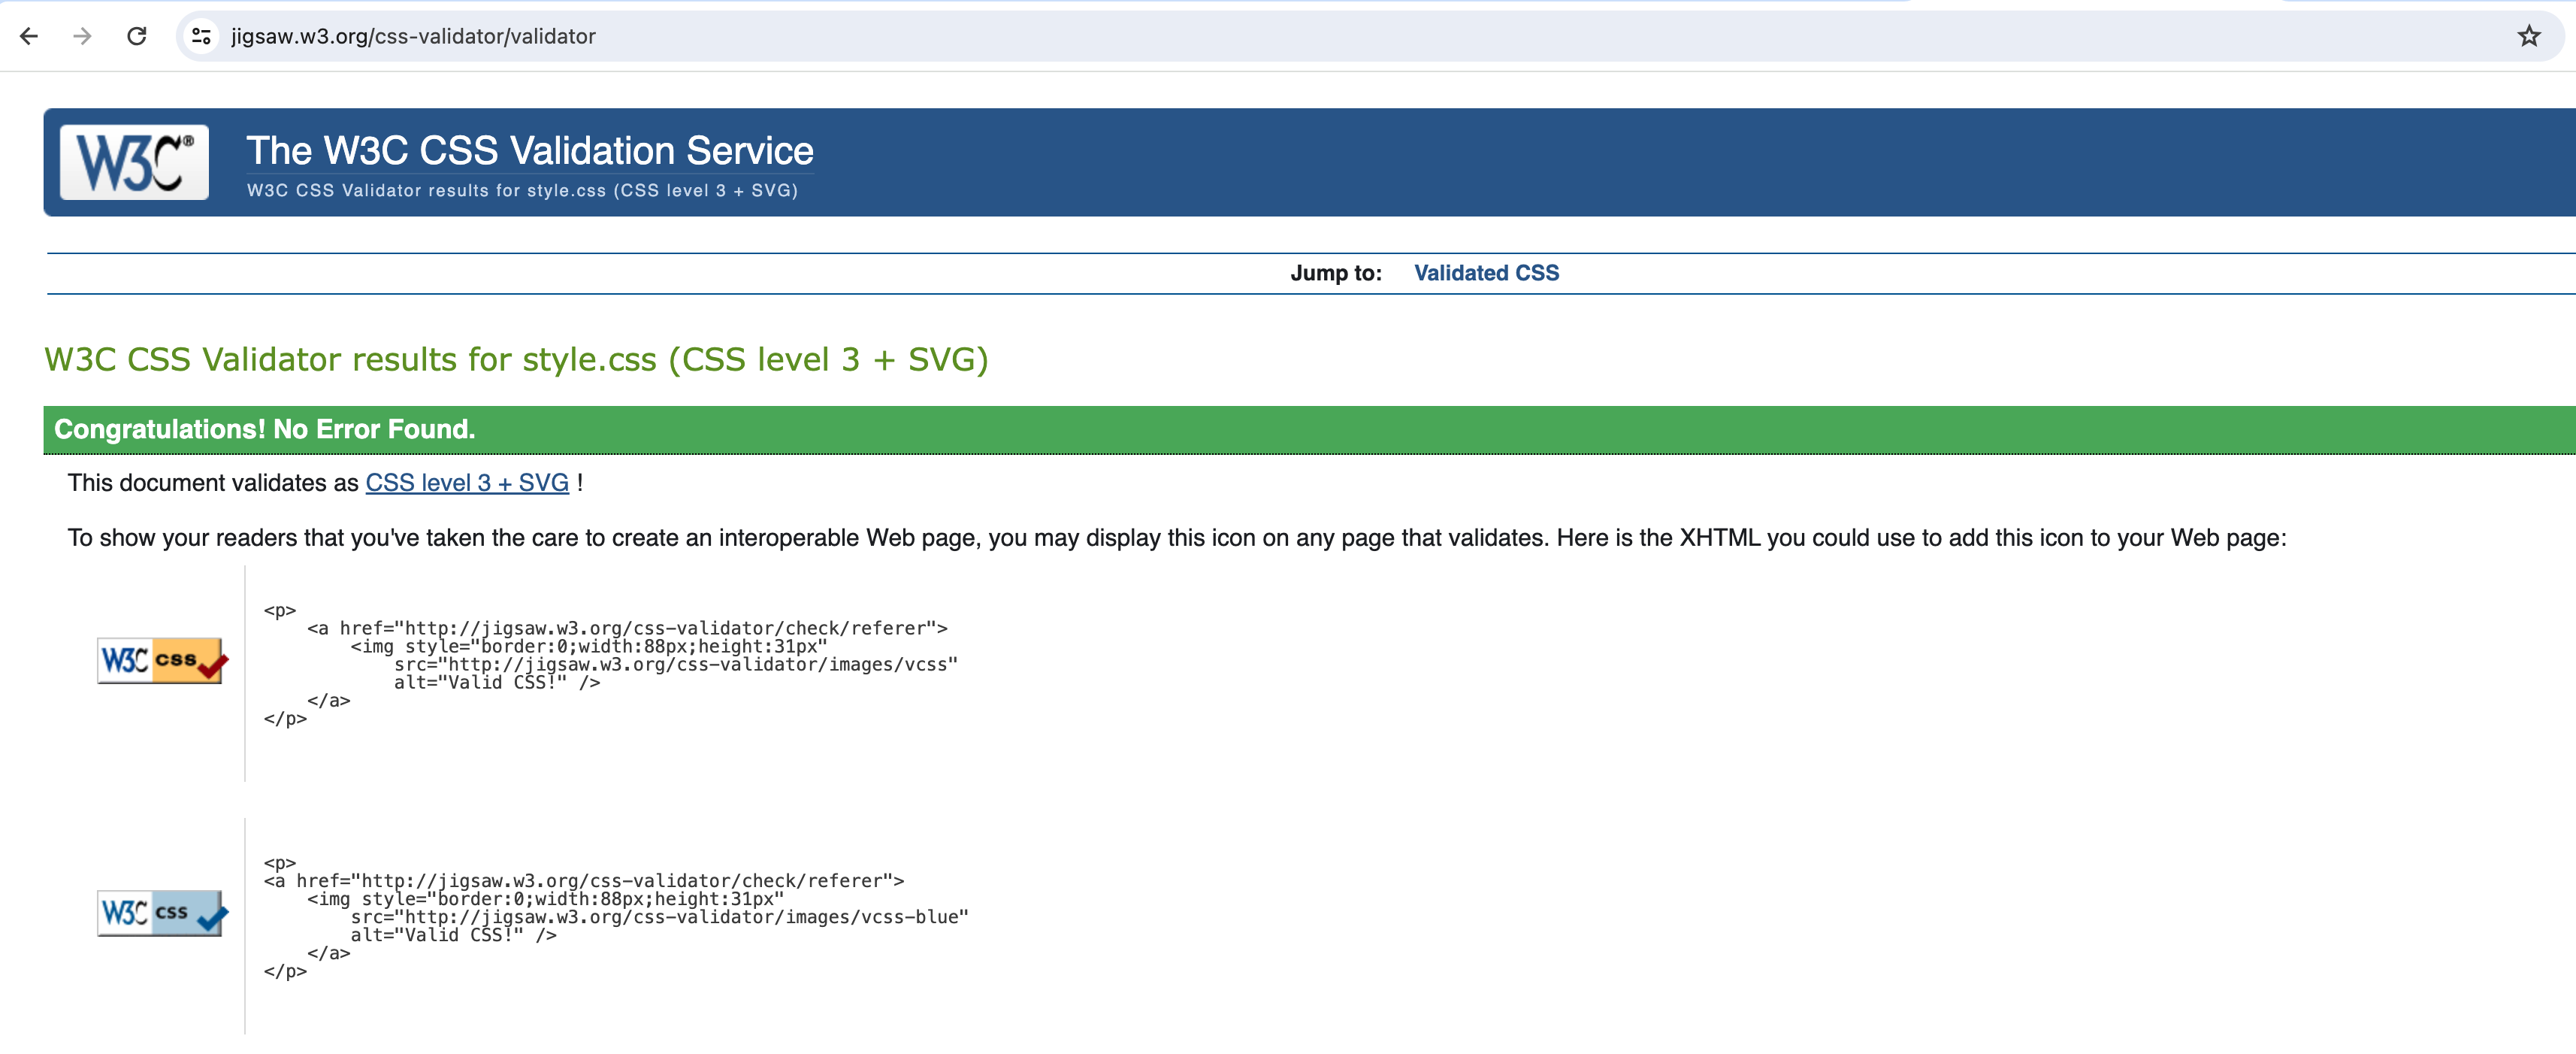 jigsaw.w3.org/css-validator/validator
W3C®
The W3C CSS Validation Service
W3C CSS Validator results for style.css (CSS level 3 + SVG)
Jump to: Validated CSS
W3C CSS Validator results for style.css (CSS level 3 + SVG)
Congratulations! No Error Found.
This document validates as CSS level 3 + SVG !
To show your readers that you've taken the care to create an interoperable Web page, you may display this icon on any page that validates. Here is the XHTML you could use to add this icon to your Web page:
W3C css
<p>
    <a href="http://jigsaw.w3.org/css-validator/check/referer">
        <img style="border:0;width:88px;height:31px"
            src="http://jigsaw.w3.org/css-validator/images/vcss"
            alt="Valid CSS!" />
    </a>
</p>
W3C css
<p>
<a href="http://jigsaw.w3.org/css-validator/check/referer">
    <img style="border:0;width:88px;height:31px"
        src="http://jigsaw.w3.org/css-validator/images/vcss-blue"
        alt="Valid CSS!" />
    </a>
</p>